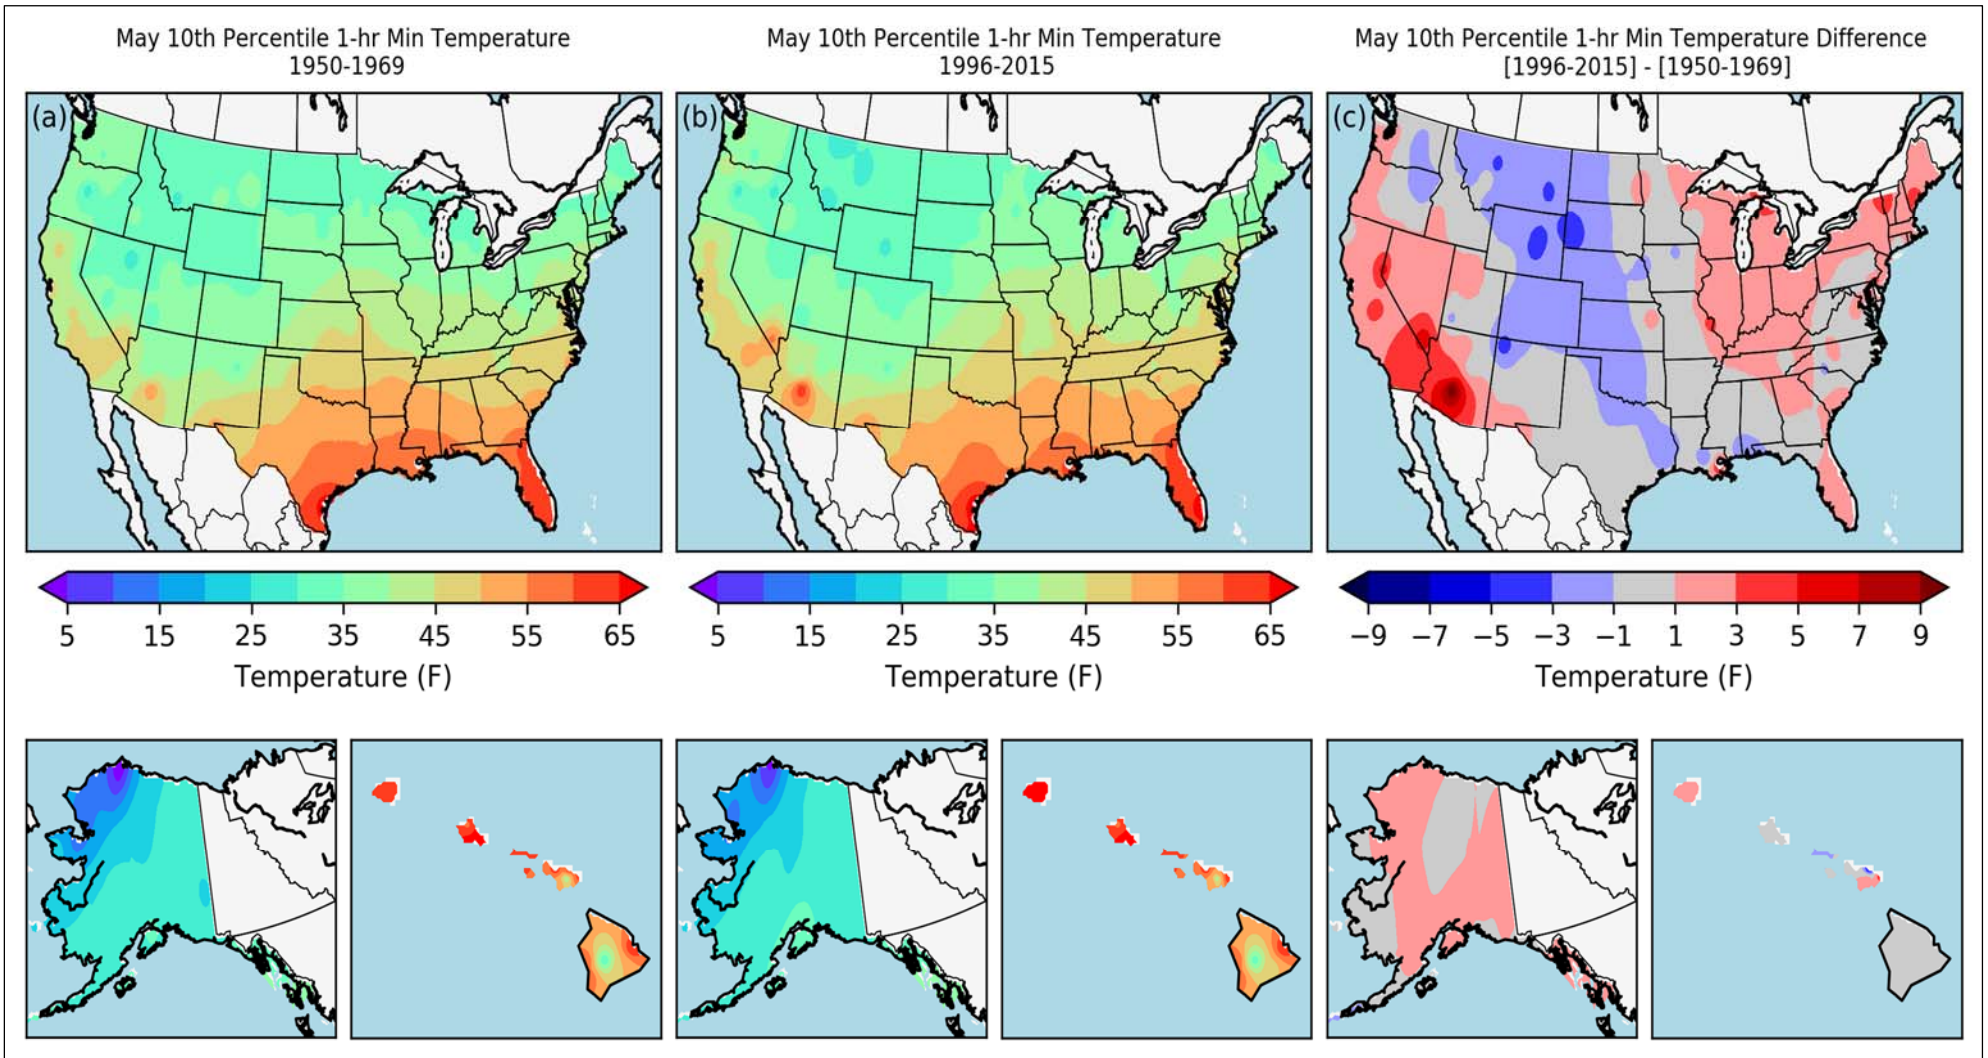 May 10th Percentile 1-hr Min Temperature
1950-1969
May 10th Percentile 1-hr Min Temperature
1996-2015
May 10th Percentile 1-hr Min Temperature Difference
[1996-2015] - [1950-1969]
(a)
(b)
(c)
5 15 25 35 45 55 65
Temperature (F)
5 15 25 35 45 55 65
Temperature (F)
−9 −7 −5 −3 −1 1 3 5 7 9
Temperature (F)